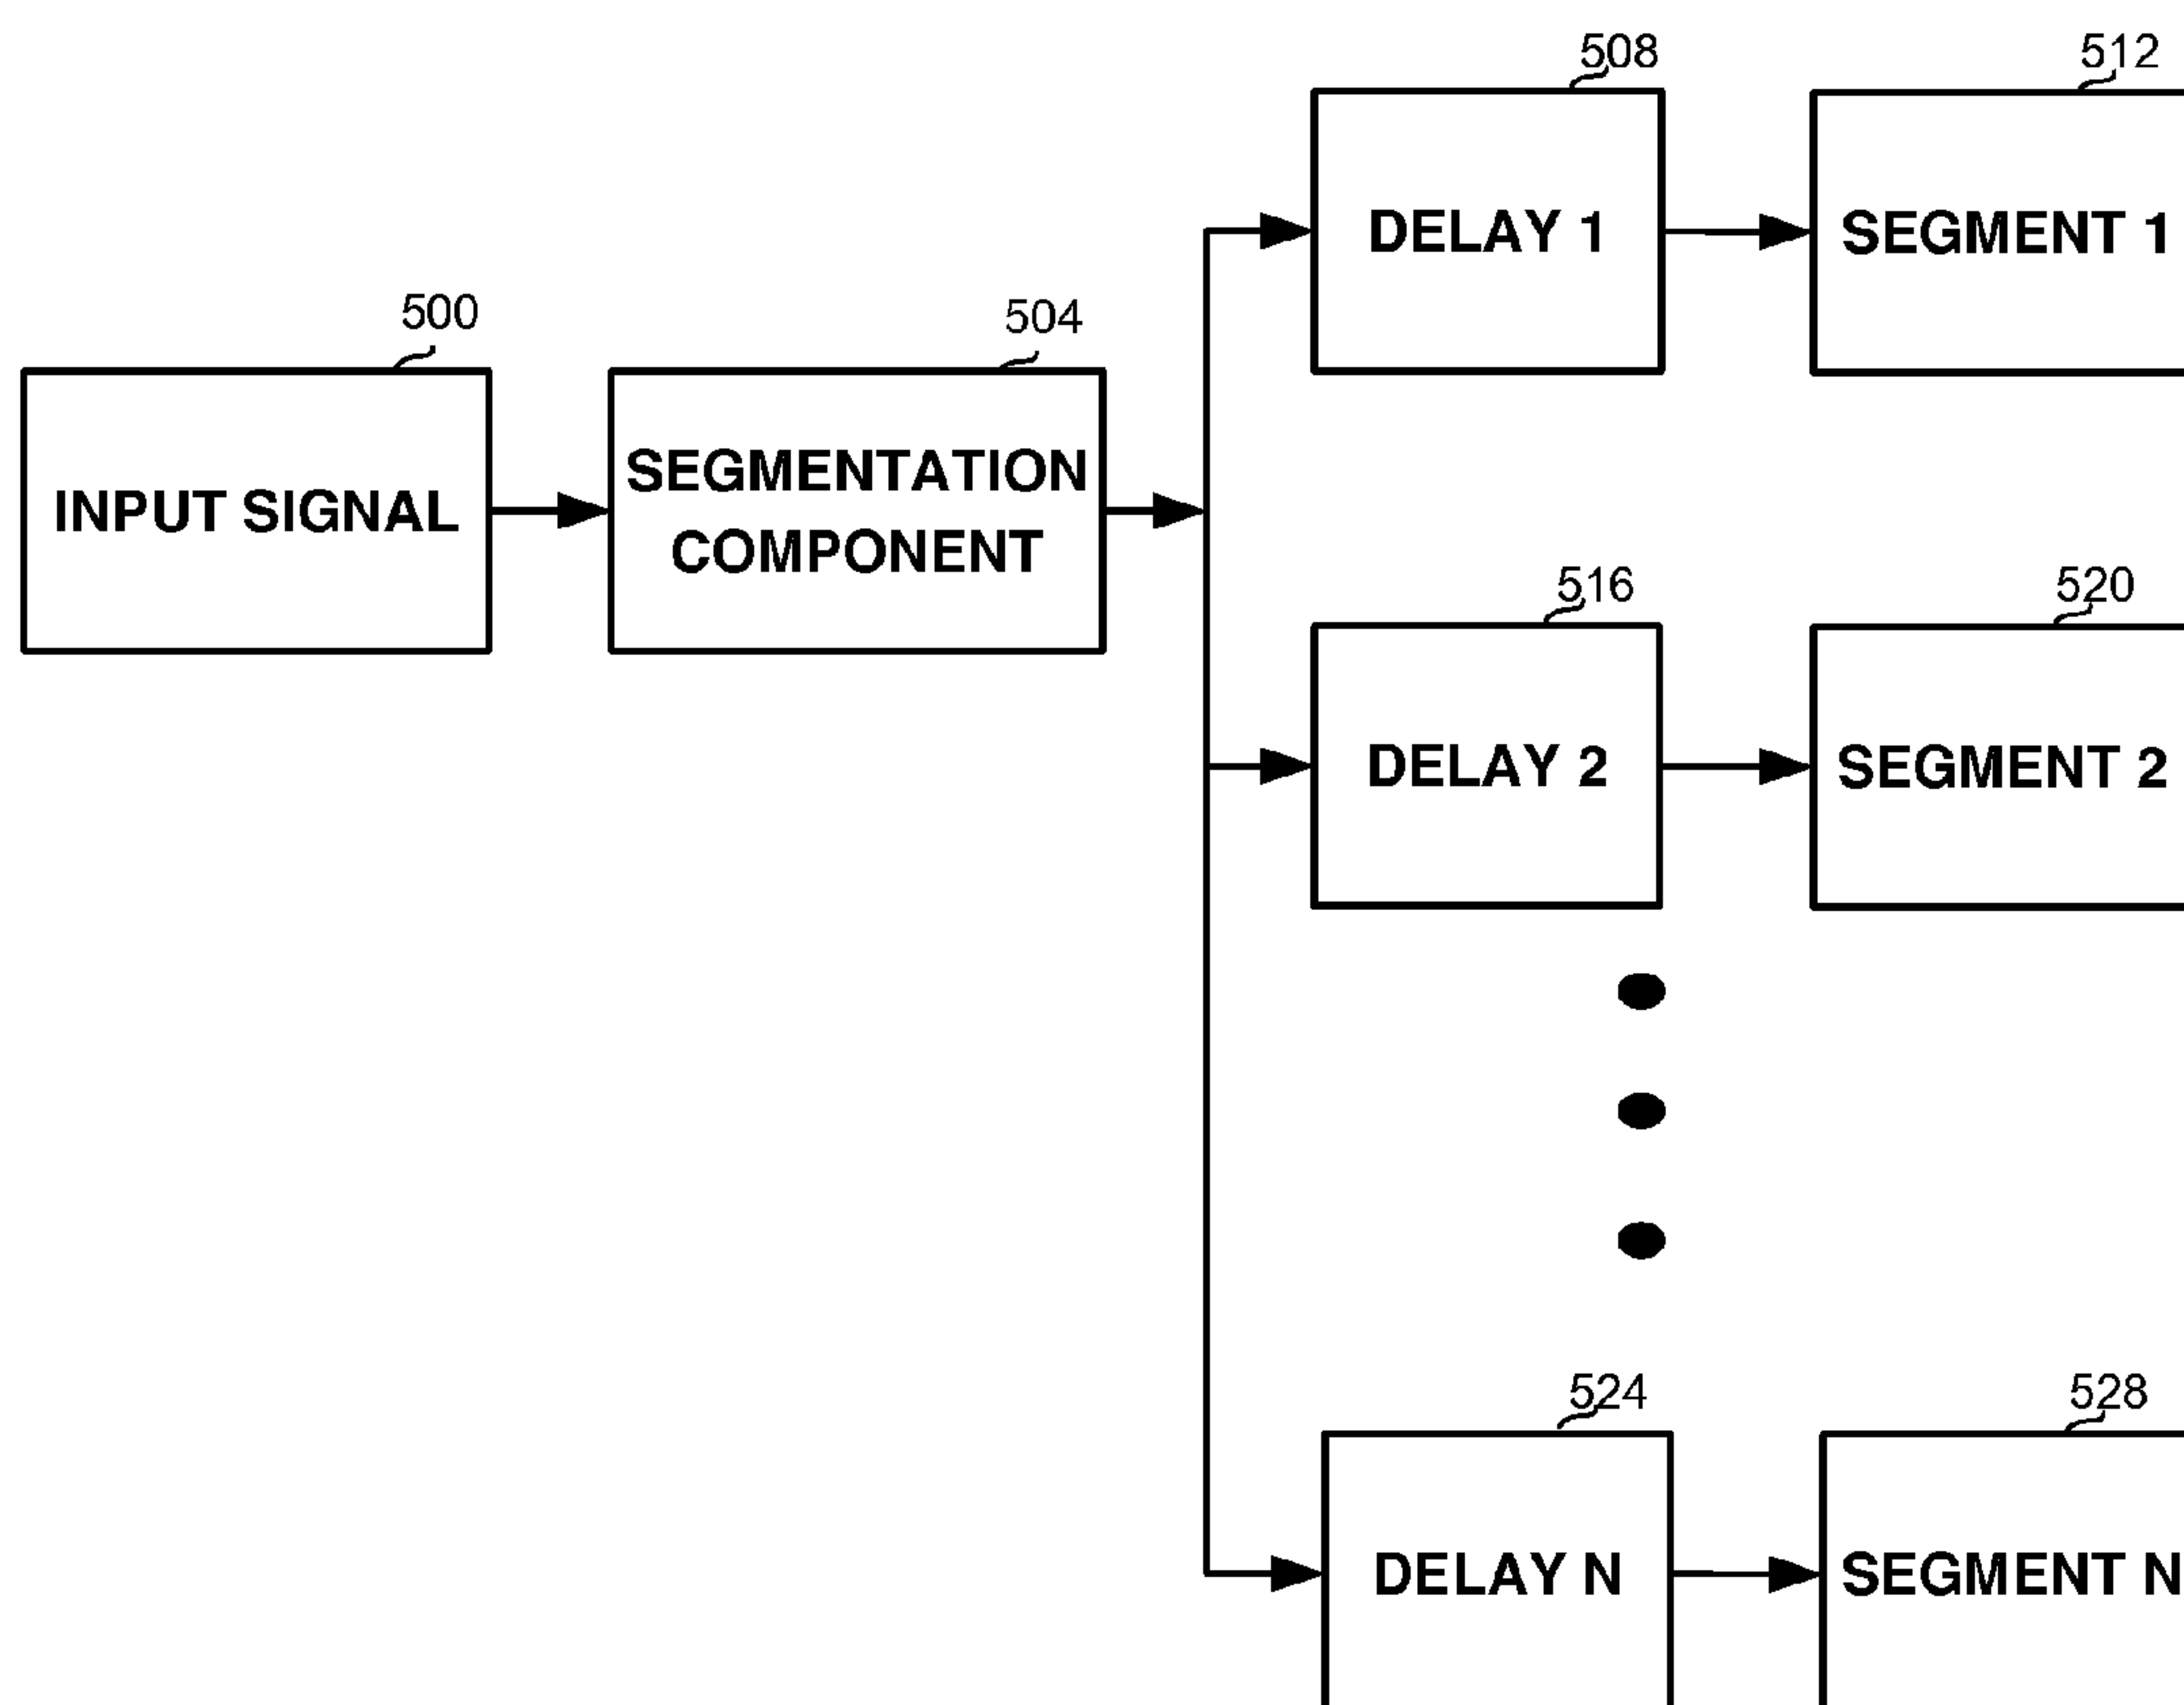 508
512
DELAY 1
SEGMENT 1
500
504
INPUT SIGNAL
SEGMENTATION
COMPONENT
516
520
DELAY 2
SEGMENT 2
524
528
DELAY N
SEGMENT N